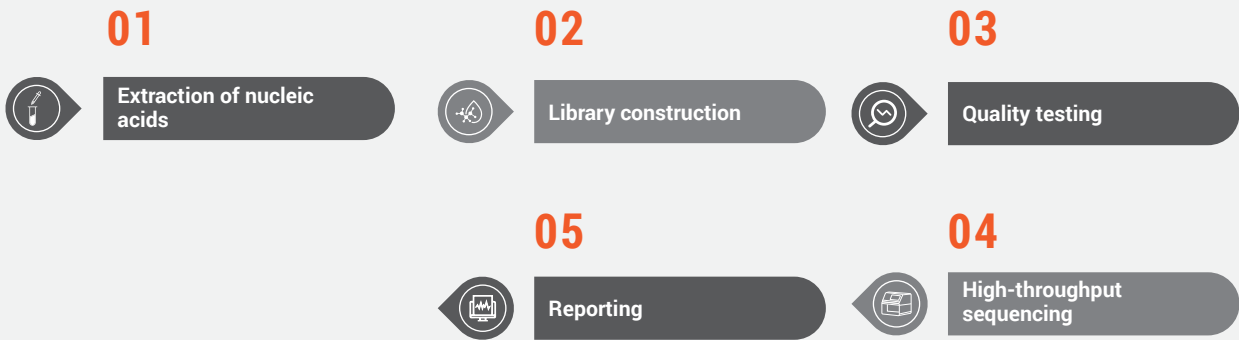 01
Extraction of nucleic
acids
02
Library construction
03
Quality testing
04
High-throughput
sequencing
05
Reporting